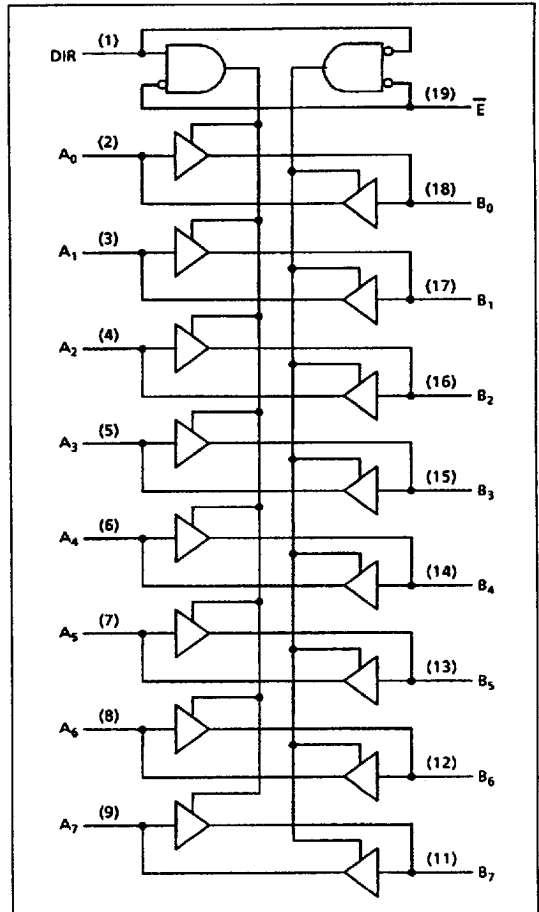 DIR (1)
(19) E̅
A₀ (2)
(18) B₀
A₁ (3)
(17) B₁
A₂ (4)
(16) B₂
A₃ (5)
(15) B₃
A₄ (6)
(14) B₄
A₅ (7)
(13) B₅
A₆ (8)
(12) B₆
A₇ (9)
(11) B₇